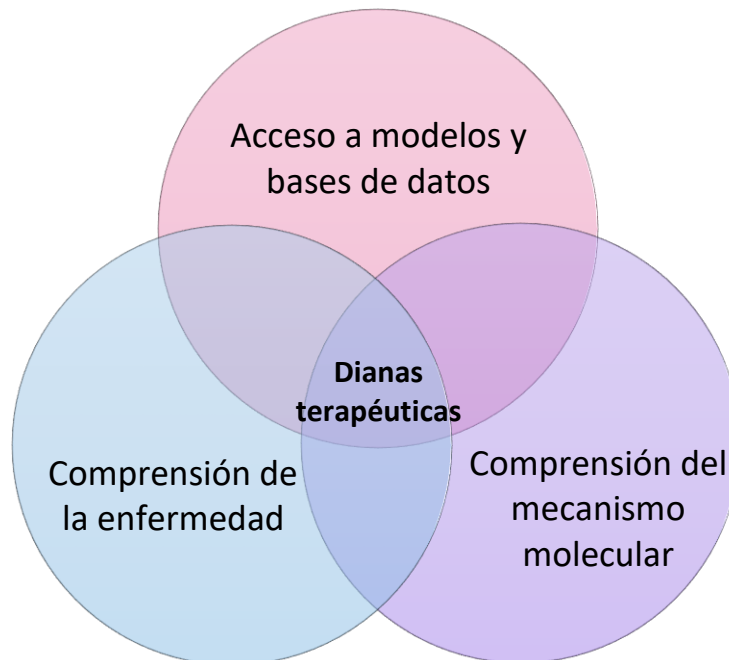 Acceso a modelos y
bases de datos
Dianas
terapéuticas
Comprensión de
la enfermedad
Comprensión del
mecanismo
molecular